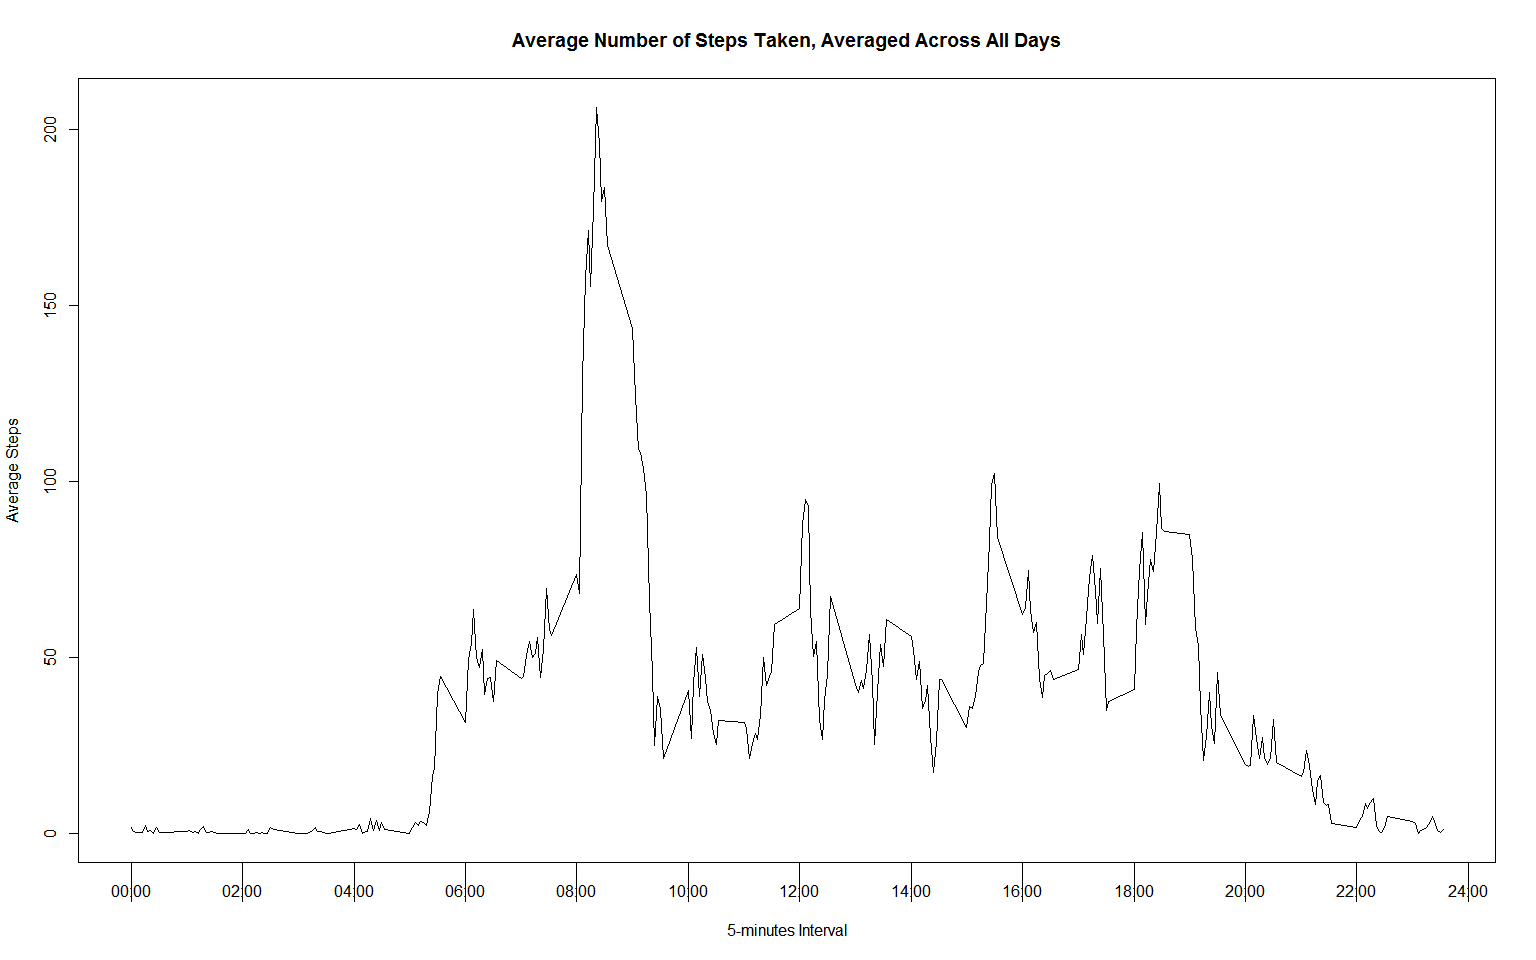 Average Number of Steps Taken, Averaged Across All Days
Average Steps
200
150
100
50
0
00:00 02:00 04:00 06:00 08:00 10:00 12:00 14:00 16:00 18:00 20:00 22:00 24:00
5-minutes Interval